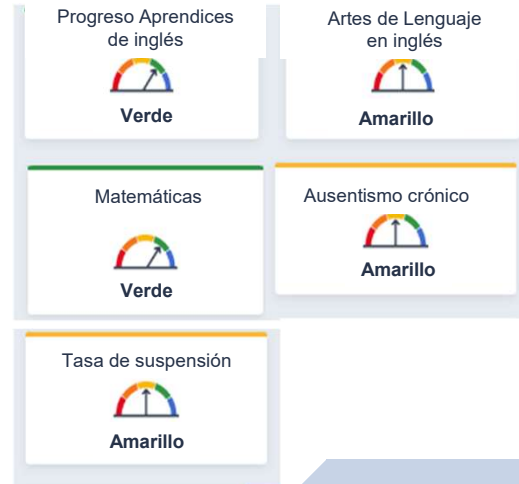 Progreso Aprendices
de inglés
Verde
Artes de Lenguaje
en inglés
Amarillo
Matemáticas
Verde
Ausentismo crónico
Amarillo
Tasa de suspensión
Amarillo